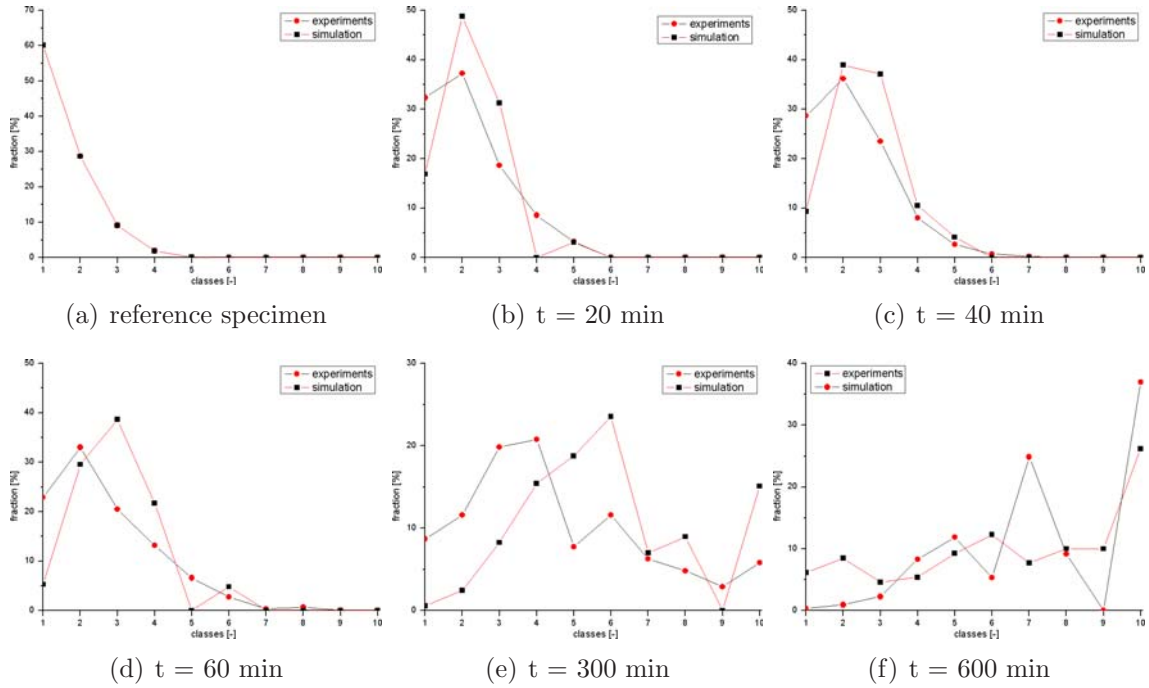 70
60
50
40
30
20
10
0
fraction [%]
experiments
simulation
1 2 3 4 5 6 7 8 9 10
classes [-]
(a) reference specimen
50
40
30
20
10
0
fraction [%]
experiments
simulation
1 2 3 4 5 6 7 8 9 10
classes [-]
(b) t = 20 min
50
40
30
20
10
0
fraction [%]
experiments
simulation
1 2 3 4 5 6 7 8 9 10
classes [-]
(c) t = 40 min
50
40
30
20
10
0
fraction [%]
experiments
simulation
1 2 3 4 5 6 7 8 9 10
classes [-]
(d) t = 60 min
30
20
10
0
fraction [%]
experiments
simulation
1 2 3 4 5 6 7 8 9 10
classes [-]
(e) t = 300 min
40
30
20
10
0
fraction [%]
experiments
simulation
1 2 3 4 5 6 7 8 9 10
classes [-]
(f) t = 600 min